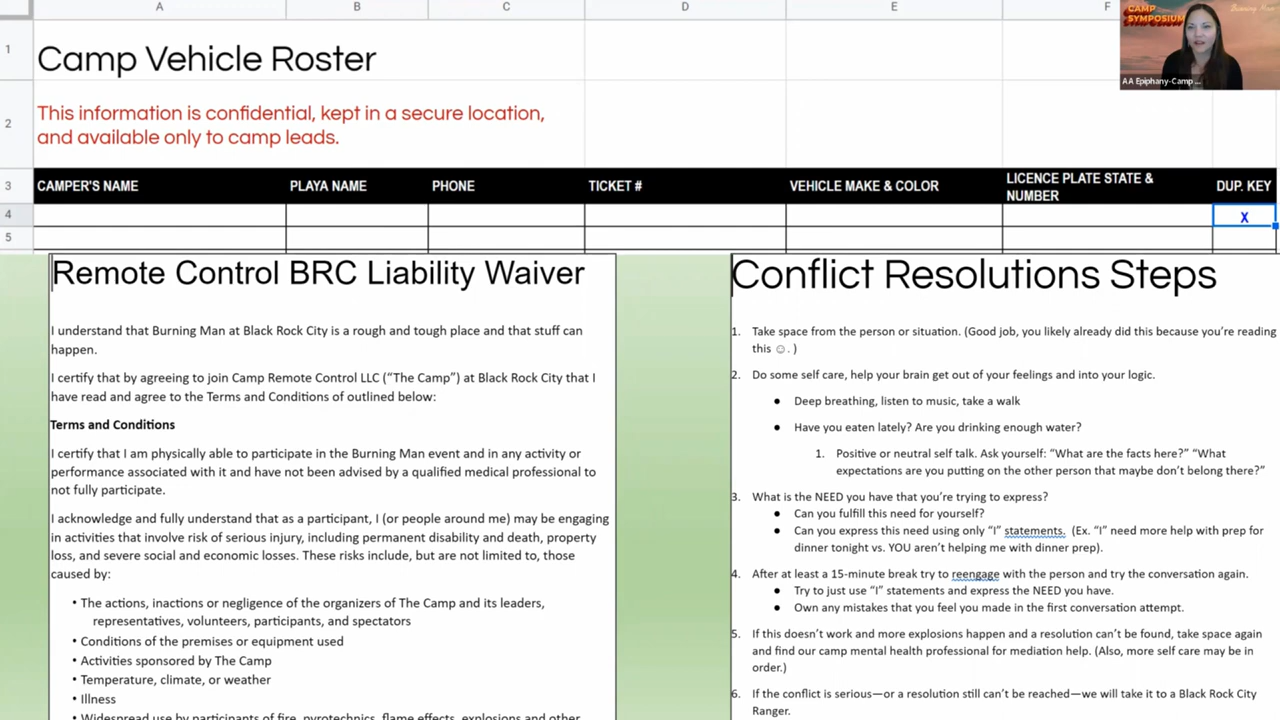 A B C D E F
CAMP
SYMPOSIUM
Burning Man
AA Epiphany-Camp ...
1 Camp Vehicle Roster
2 This information is confidential, kept in a secure location,
and available only to camp leads.
3 CAMPER'S NAME PLAYA NAME PHONE TICKET # VEHICLE MAKE & COLOR LICENCE PLATE STATE & NUMBER DUP. KEY
4 X
5
Remote Control BRC Liability Waiver
I understand that Burning Man at Black Rock City is a rough and tough place and that stuff can
happen.
I certify that by agreeing to join Camp Remote Control LLC (“The Camp”) at Black Rock City that I
have read and agree to the Terms and Conditions of outlined below:
Terms and Conditions
I certify that I am physically able to participate in the Burning Man event and in any activity or
performance associated with it and have not been advised by a qualified medical professional to
not fully participate.
I acknowledge and fully understand that as a participant, I (or people around me) may be engaging
in activities that involve risk of serious injury, including permanent disability and death, property
loss, and severe social and economic losses. These risks include, but are not limited to, those
caused by:
• The actions, inactions or negligence of the organizers of The Camp and its leaders,
representatives, volunteers, participants, and spectators
• Conditions of the premises or equipment used
• Activities sponsored by The Camp
• Temperature, climate, or weather
• Illness
• Widespread use by participants of fire, pyrotechnics, flame effects, explosions and other
Conflict Resolutions Steps
1. Take space from the person or situation. (Good job, you likely already did this because you’re reading
this ☺. )
2. Do some self care, help your brain get out of your feelings and into your logic.
● Deep breathing, listen to music, take a walk
● Have you eaten lately? Are you drinking enough water?
1. Positive or neutral self talk. Ask yourself: “What are the facts here?” “What
expectations are you putting on the other person that maybe don’t belong there?”
3. What is the NEED you have that you’re trying to express?
● Can you fulfill this need for yourself?
● Can you express this need using only “I” statements. (Ex. “I” need more help with prep for
dinner tonight vs. YOU aren’t helping me with dinner prep).
4. After at least a 15-minute break try to reengage with the person and try the conversation again.
● Try to just use “I” statements and express the NEED you have.
● Own any mistakes that you feel you made in the first conversation attempt.
5. If this doesn’t work and more explosions happen and a resolution can’t be found, take space again
and find our camp mental health professional for mediation help. (Also, more self care may be in
order.)
6. If the conflict is serious—or a resolution still can’t be reached—we will take it to a Black Rock City
Ranger.